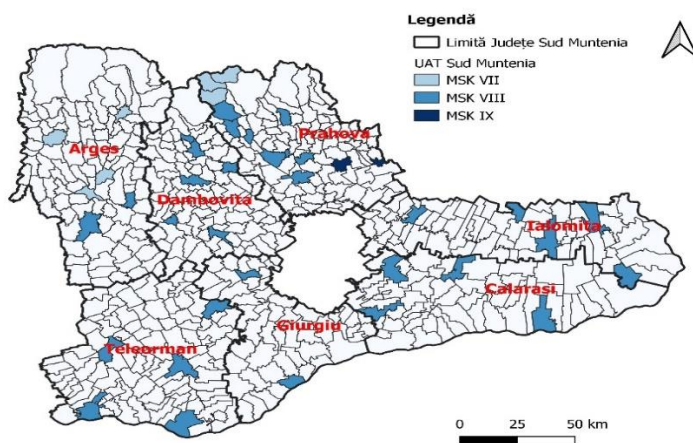 Legendă
Limită Județe Sud Muntenia
UAT Sud Muntenia
MSK VII
MSK VIII
MSK IX
Prahova
Arges
Dambovita
Ialomita
Calarasi
Giurgiu
Teleorman
0 25 50 km